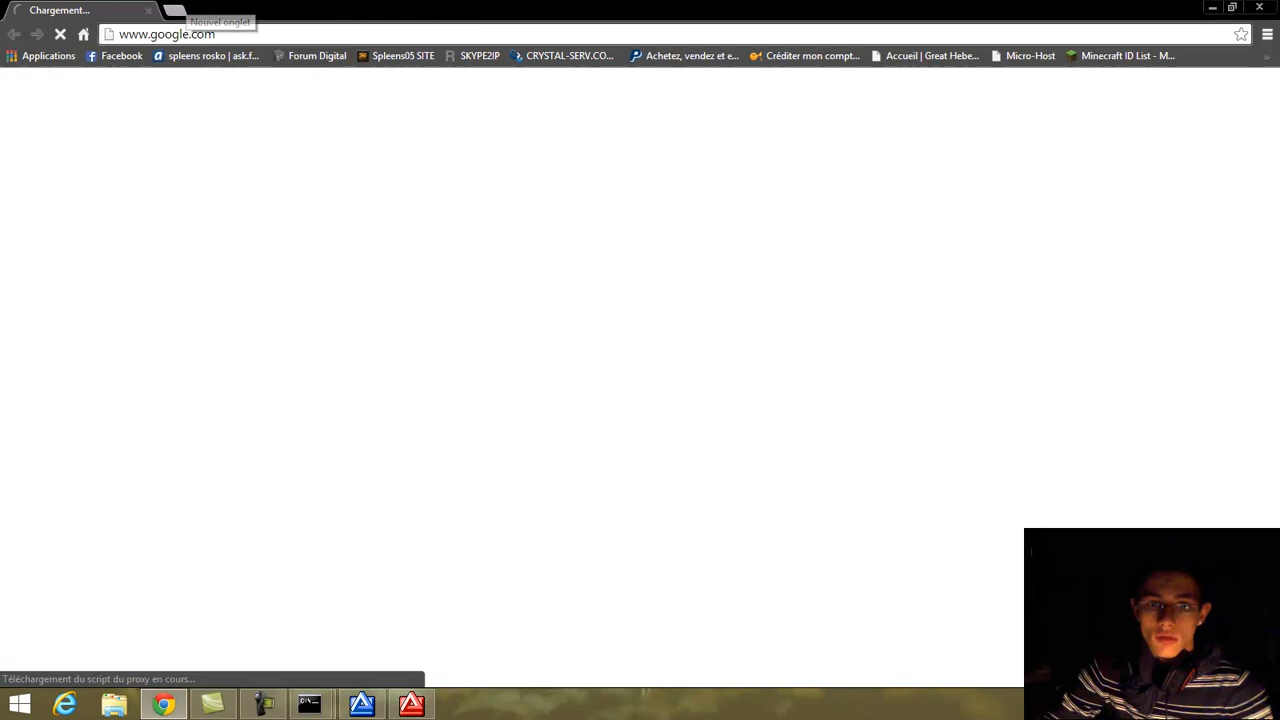 Chargement...
Nouvel onglet
www.google.com
Applications Facebook spleens rosko | ask.f... Forum Digital Spleens05 SITE SKYPE2IP CRYSTAL-SERV.CO... Achetez, vendez et e... Créditer mon compt... Accueil | Great Hebe... Micro-Host Minecraft ID List - M...
Téléchargement du script du proxy en cours...